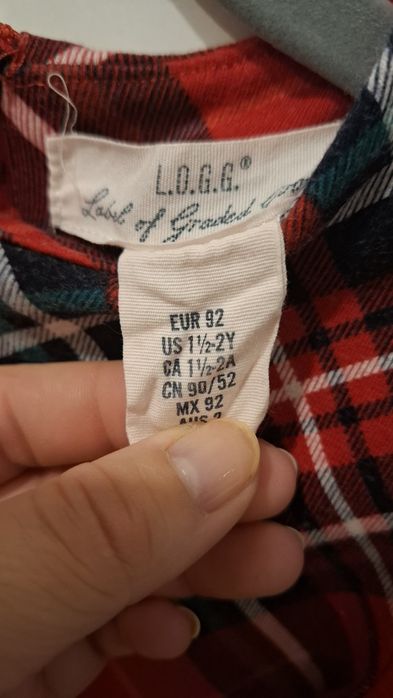 L.O.G.G.®
Label of Graded
EUR 92
US 1½-2Y
CA 1½-2A
CN 90/52
MX 92